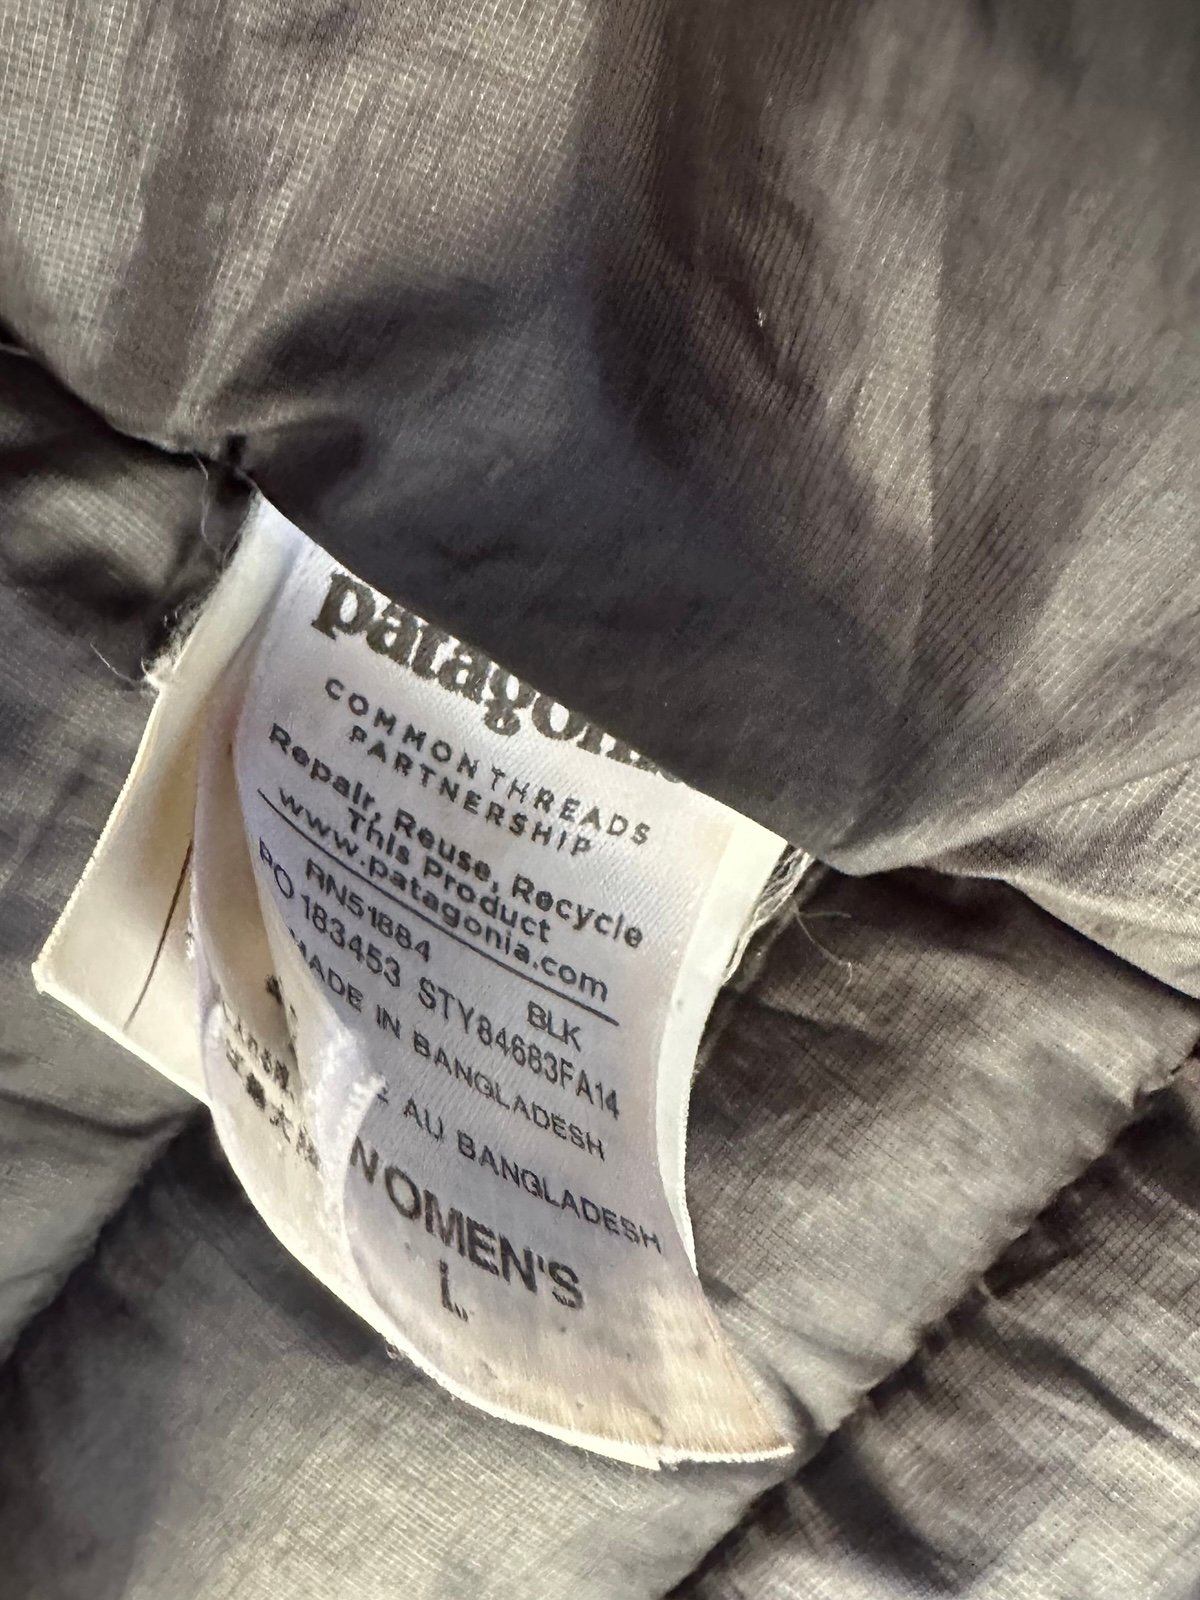 patagonia
COMMON THREADS
PARTNERSHIP
Repair, Reuse, Recycle
This Product
www.patagonia.com
RN51884 BLK
PO 183453 STY84683FA14
MADE IN BANGLADESH
AU BANGLADESH
WOMEN'S
L